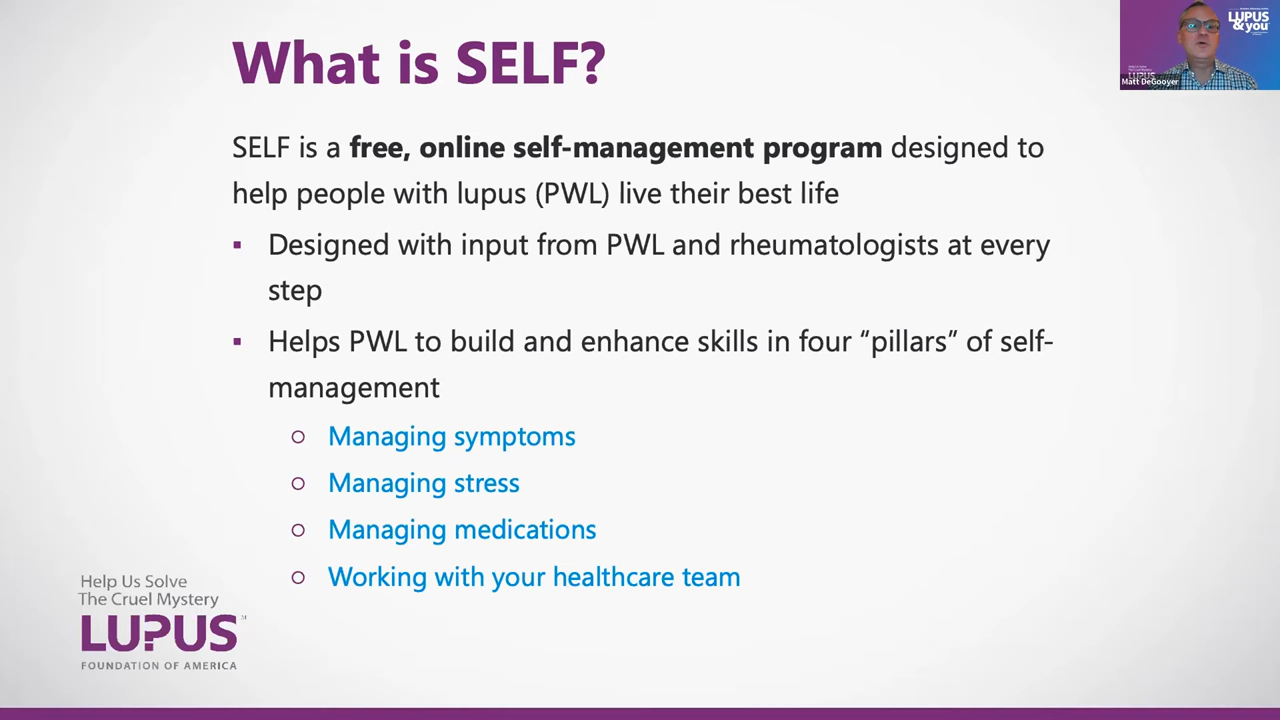 What is SELF?
SELF is a free, online self-management program designed to
help people with lupus (PWL) live their best life
▪ Designed with input from PWL and rheumatologists at every
step
▪ Helps PWL to build and enhance skills in four “pillars” of self-
management
○ Managing symptoms
○ Managing stress
○ Managing medications
○ Working with your healthcare team
Help Us Solve
The Cruel Mystery
LUPUS
FOUNDATION OF AMERICA
LUPUS
&you
LUPUS
Matt DeGooyer